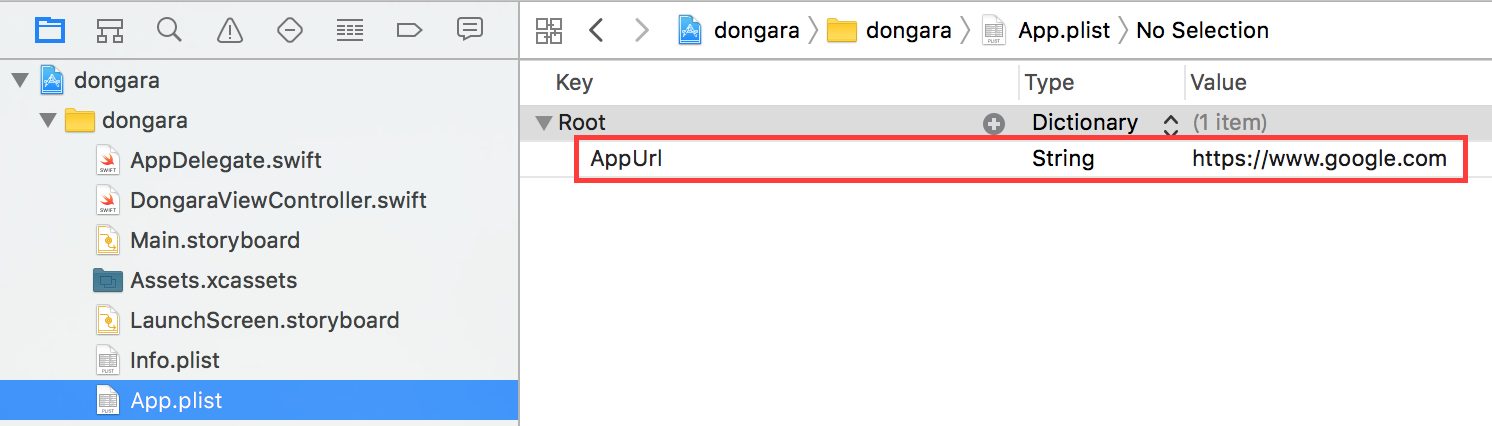 dongara dongara App.plist No Selection
dongara
dongara
AppDelegate.swift
DongaraViewController.swift
Main.storyboard
Assets.xcassets
LaunchScreen.storyboard
Info.plist
App.plist
Key Type Value
Root Dictionary (1 item)
AppUrl String https://www.google.com